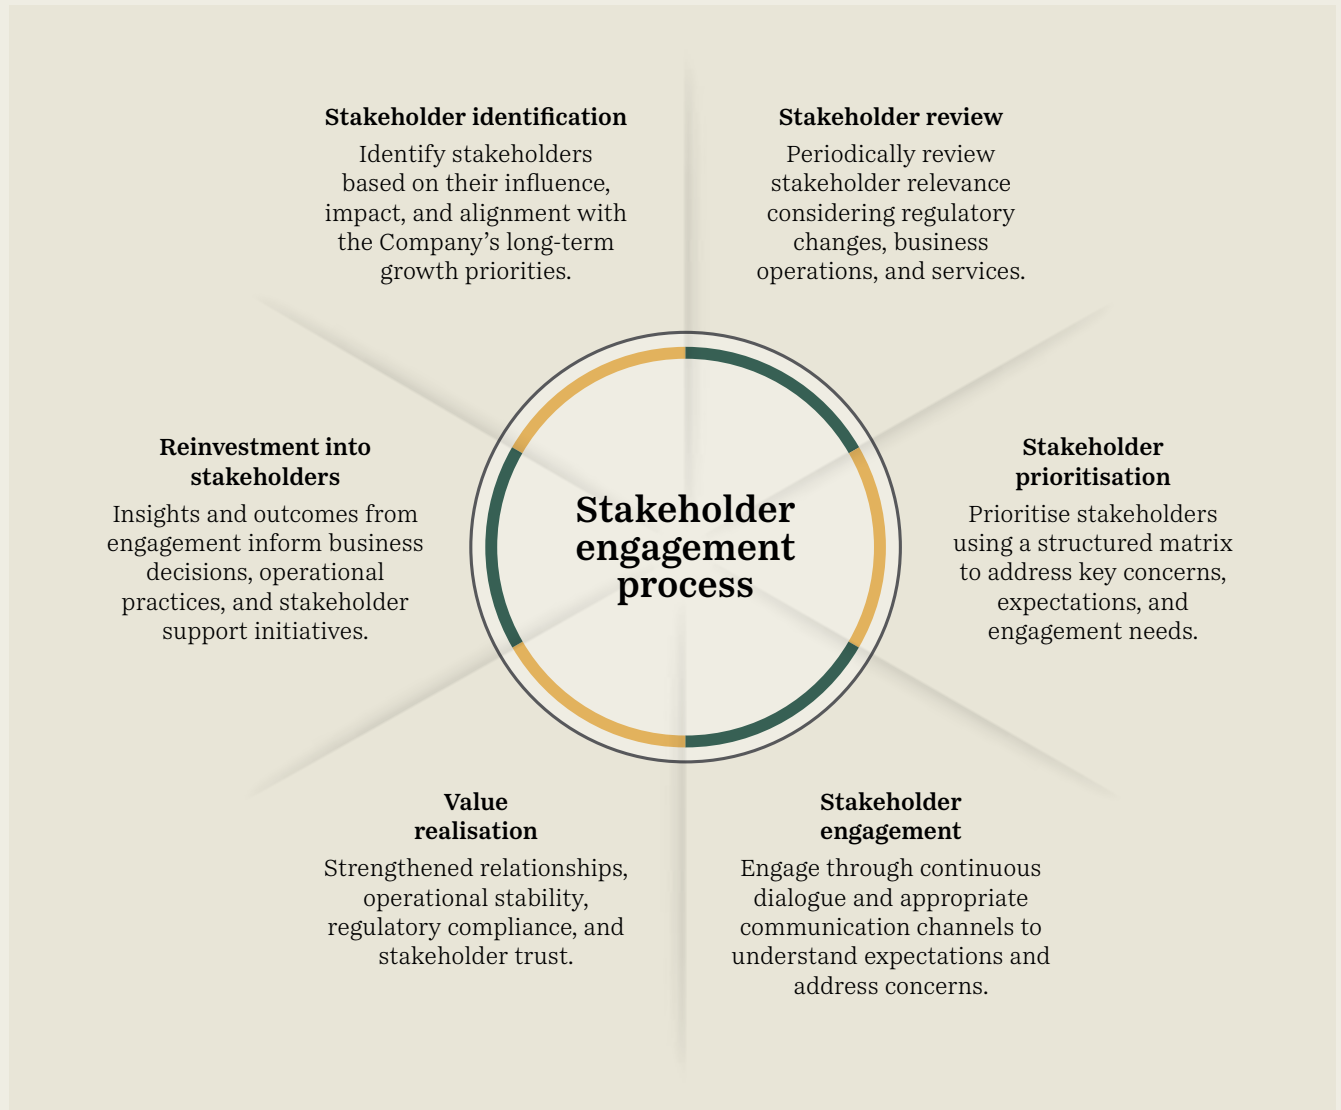 Stakeholder identification
Identify stakeholders
based on their influence,
impact, and alignment with
the Company’s long-term
growth priorities.
Stakeholder review
Periodically review
stakeholder relevance
considering regulatory
changes, business
operations, and services.
Stakeholder
prioritisation
Prioritise stakeholders
using a structured matrix
to address key concerns,
expectations, and
engagement needs.
Stakeholder
engagement
Engage through continuous
dialogue and appropriate
communication channels to
understand expectations and
address concerns.
Value
realisation
Strengthened relationships,
operational stability,
regulatory compliance, and
stakeholder trust.
Reinvestment into
stakeholders
Insights and outcomes from
engagement inform business
decisions, operational
practices, and stakeholder
support initiatives.
Stakeholder
engagement
process